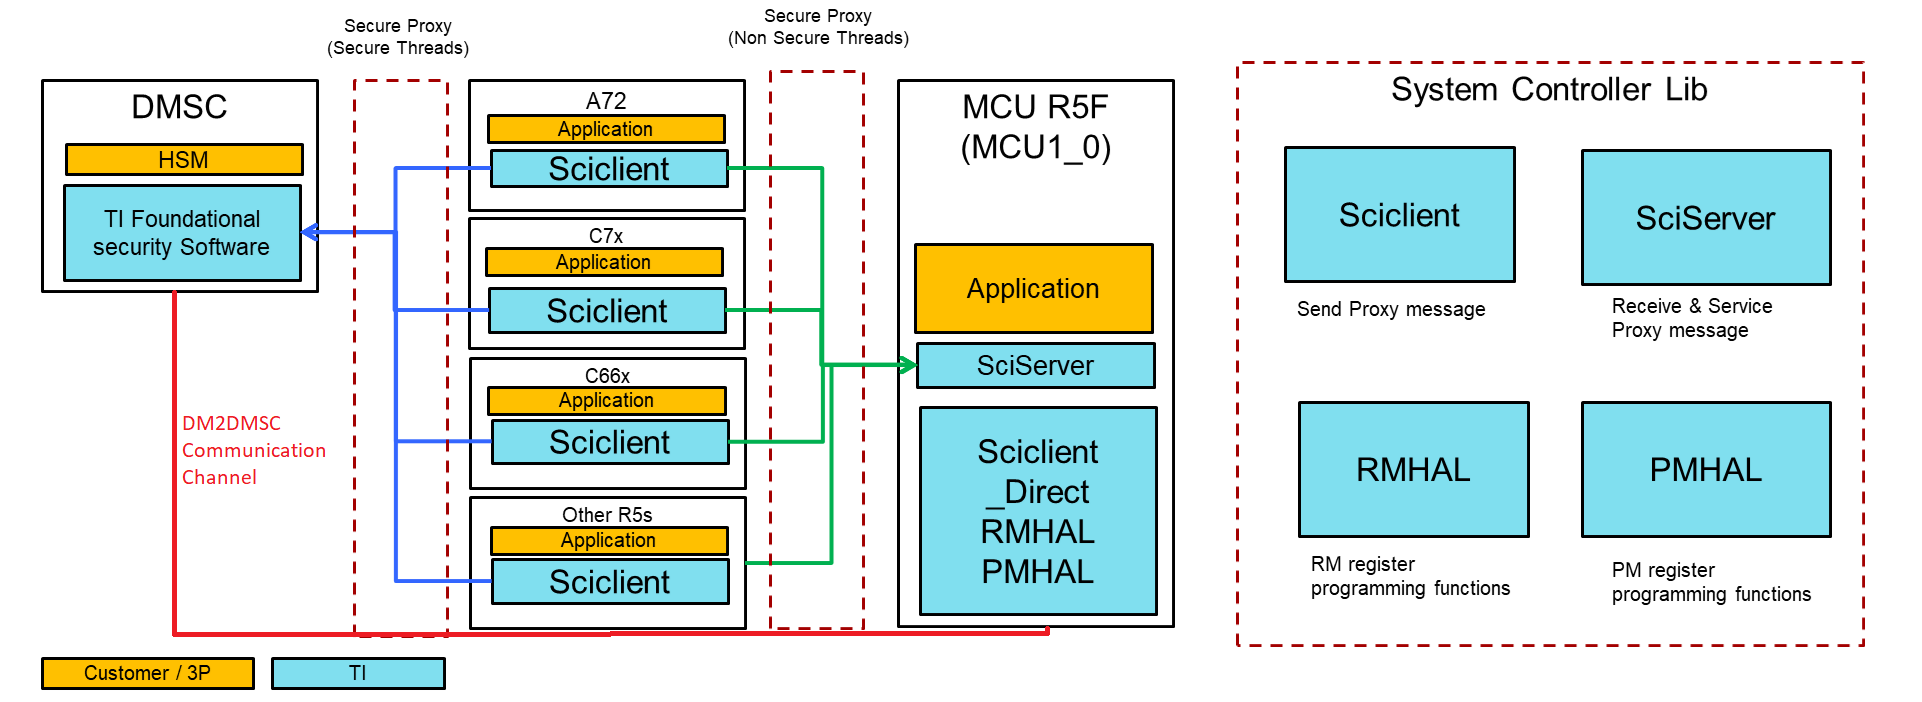 Secure Proxy
(Secure Threads)
Secure Proxy
(Non Secure Threads)
DMSC
HSM
TI Foundational
security Software
DM2DMSC
Communication
Channel
A72
Application
Sciclient
C7x
Application
Sciclient
C66x
Application
Sciclient
Other R5s
Application
Sciclient
MCU R5F
(MCU1_0)
Application
SciServer
Sciclient
_Direct
RMHAL
PMHAL
System Controller Lib
Sciclient
Send Proxy message
SciServer
Receive & Service
Proxy message
RMHAL
RM register
programming functions
PMHAL
PM register
programming functions
Customer / 3P
TI